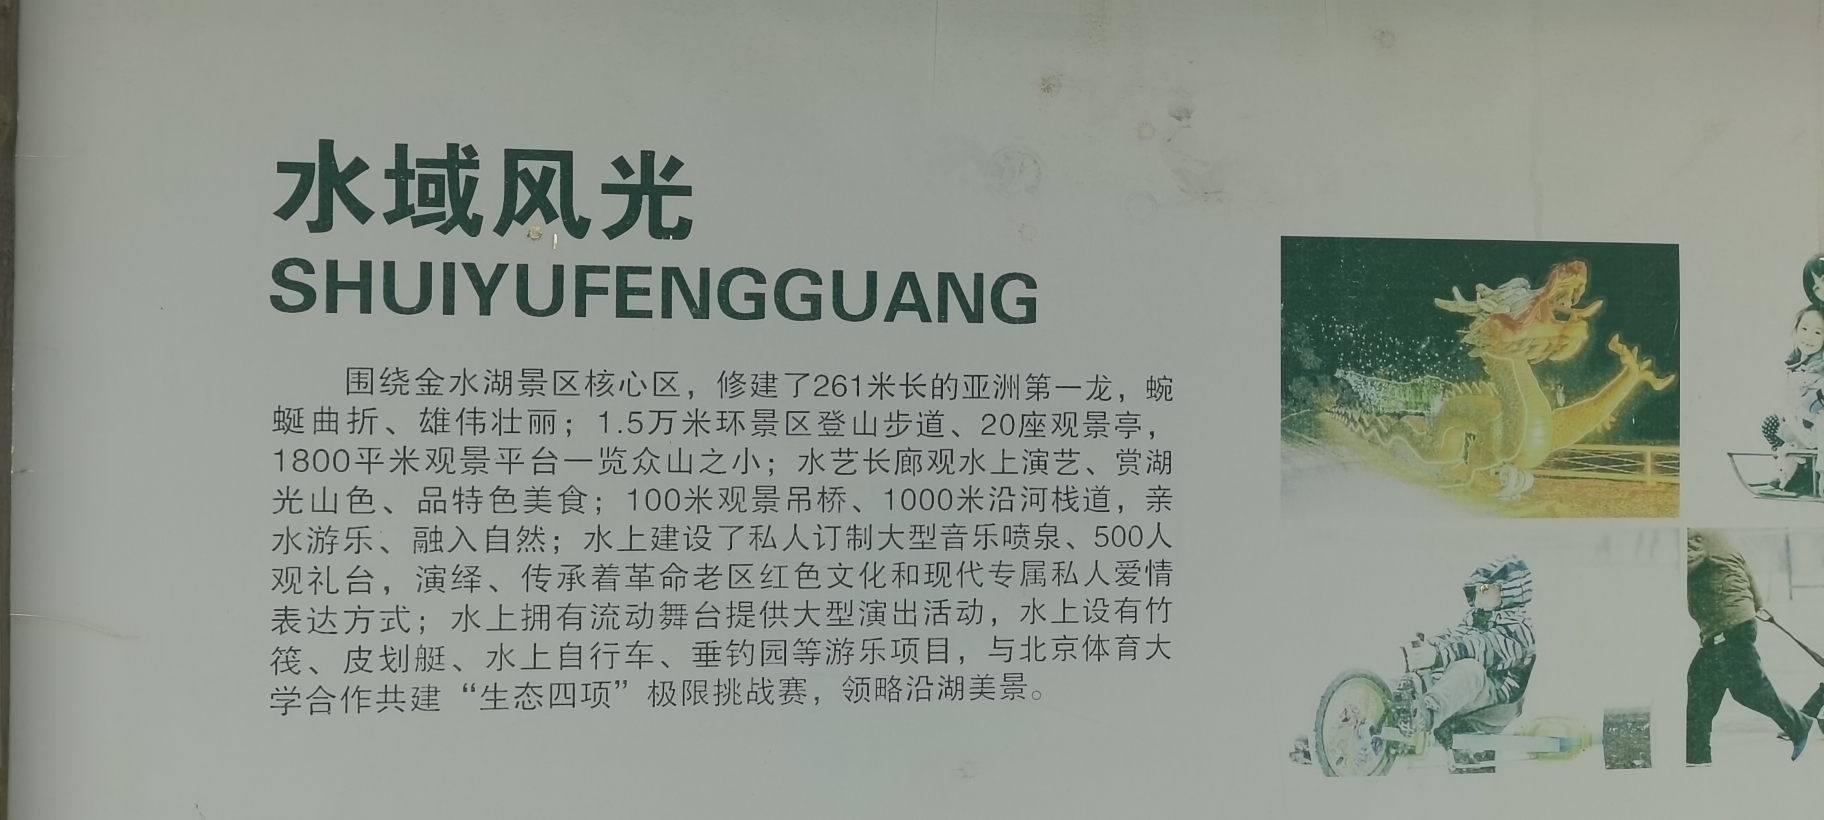 水域风光
SHUIYUFENGGUANG
围绕金水湖景区核心区，修建了261米长的亚洲第一龙，蜿
蜒曲折、雄伟壮丽；1.5万米环景区登山步道、20座观景亭，
1800平米观景平台一览众山之小；水艺长廊观水上演艺、赏湖
光山色、品特色美食；100米观景吊桥、1000米沿河栈道，亲
水游乐、融入自然；水上建设了私人订制大型音乐喷泉、500人
观礼台，演绎、传承着革命老区红色文化和现代专属私人爱情
表达方式；水上拥有流动舞台提供大型演出活动，水上设有竹
筏、皮划艇、水上自行车、垂钓园等游乐项目，与北京体育大
学合作共建“生态四项”极限挑战赛，领略沿湖美景。